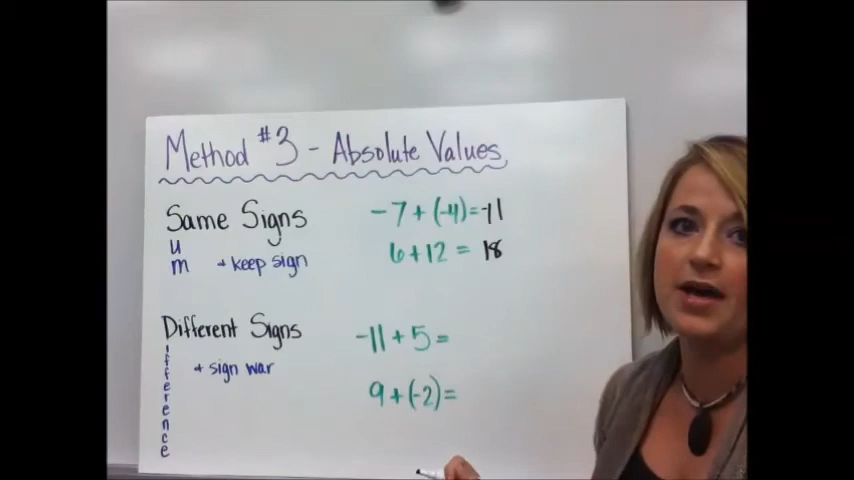 Method #3 - Absolute Values
Same Signs
um + keep sign
-7 + (-4) = -11
6 + 12 = 18
Different Signs
ifference
+ sign war
-11 + 5 =
9 + (-2) =